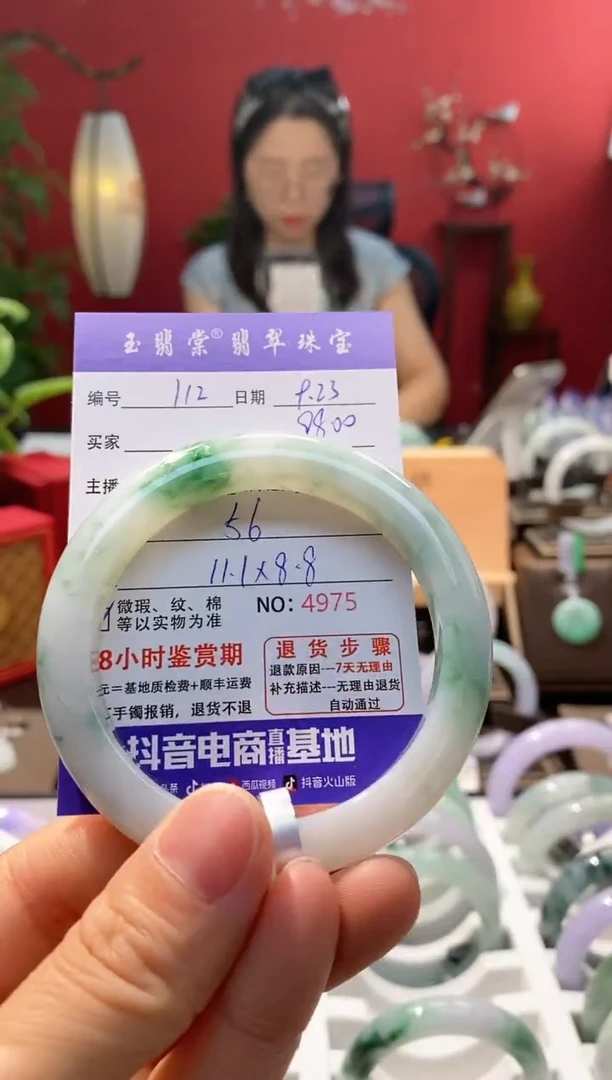 玉翡棠®翡翠珠宝
编号 112 日期 9.23
8800
买家
主播
56
11.1×8.8
微瑕、纹、棉 NO: 4975
等以实物为准
8小时鉴赏期
元=基地质检费+顺丰运费
手镯报销，退货不退
退货步骤
退款原因---7天无理由
补充描述---无理由退货
自动通过
抖音电商直播基地
西瓜视频 抖音火山版